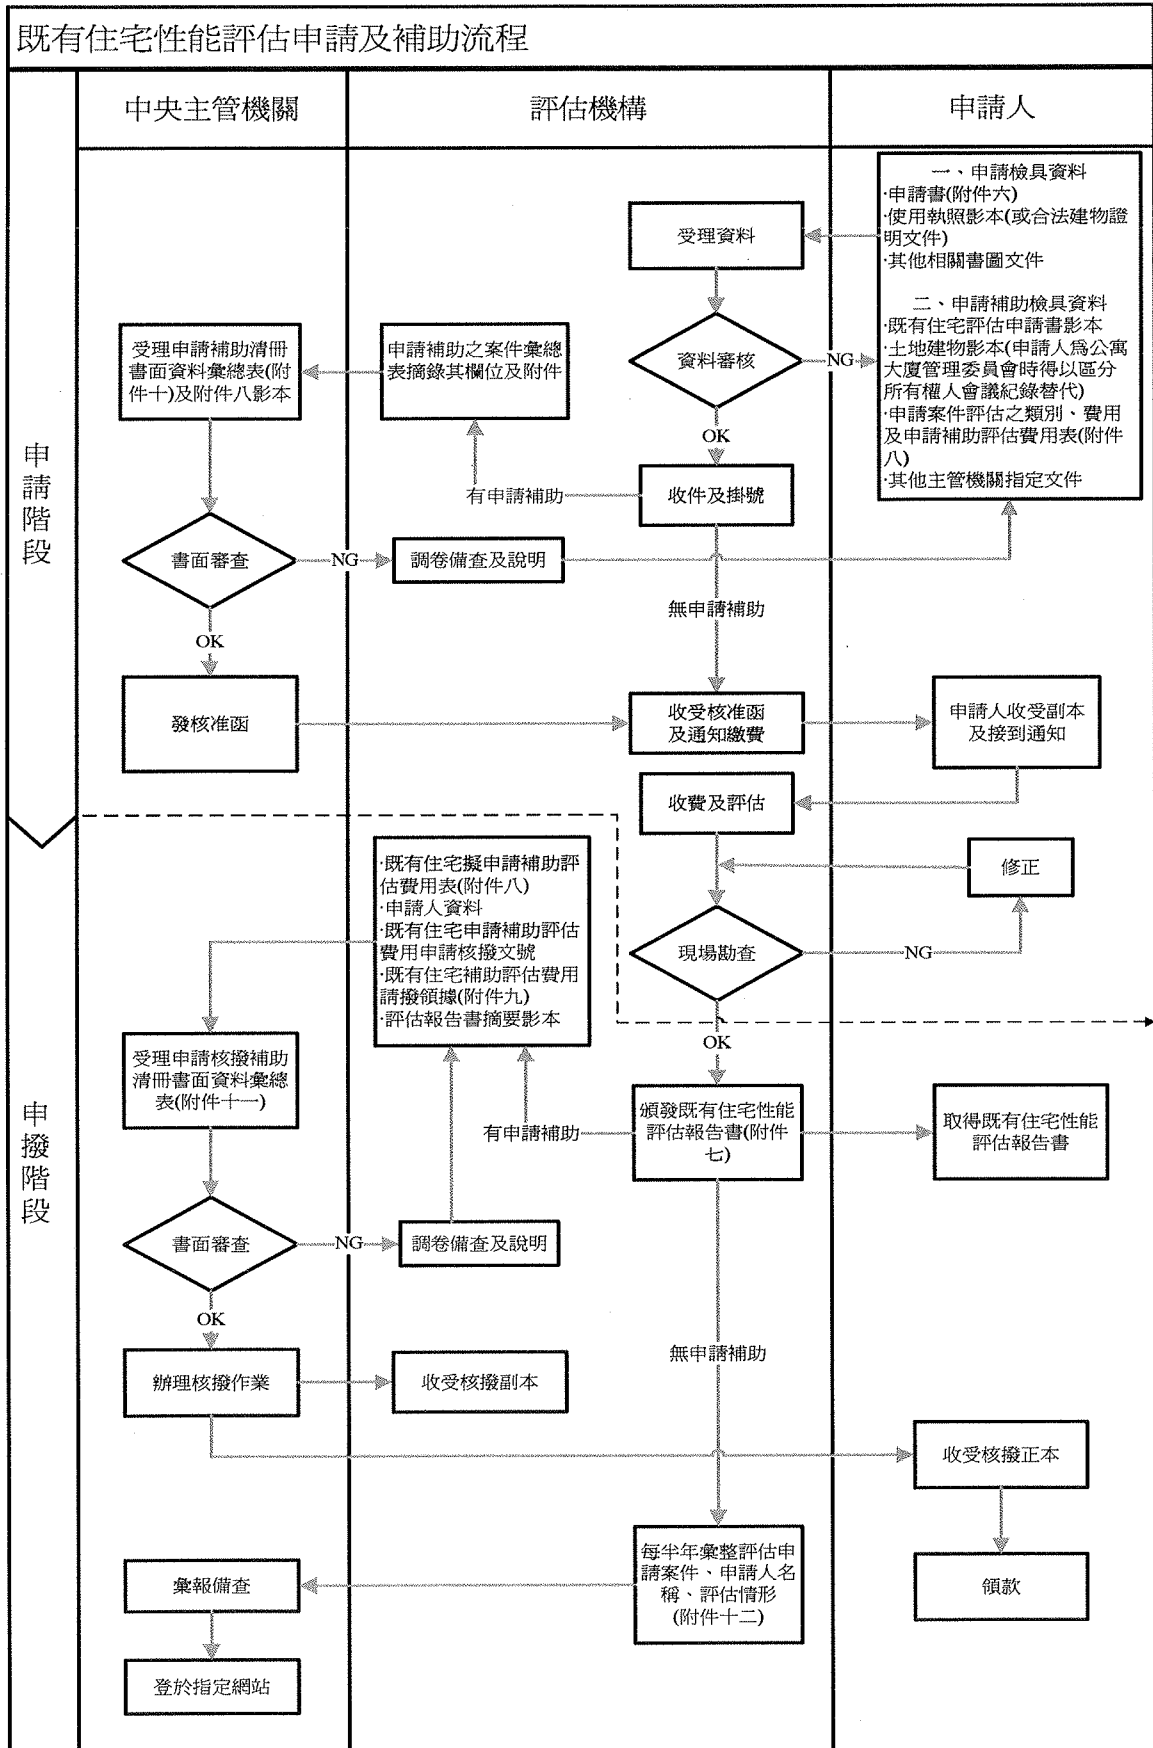 既有住宅性能評估申請及補助流程
中央主管機關
評估機構
申請人
申請階段
一、申請檢具資料
·申請書(附件六)
·使用執照影本(或合法建物證
明文件)
·其他相關書圖文件
二、申請補助檢具資料
·既有住宅評估申請書影本
·土地建物影本(申請人為公寓
大廈管理委員會時得以區分
所有權人會議紀錄替代)
·申請案件評估之類別、費用
及申請補助評估費用表(附件
八)
·其他主管機關指定文件
受理資料
資料審核
NG
OK
收件及掛號
有申請補助
申請補助之案件彙總
表摘錄其欄位及附件
受理申請補助清冊
書面資料彙總表(附
件十)及附件八影本
書面審查
NG
調卷備查及說明
無申請補助
OK
發核准函
收受核准函
及通知繳費
申請人收受副本
及接到通知
收費及評估
修正
現場勘查
NG
OK
申撥階段
·既有住宅擬申請補助評
估費用表(附件八)
·申請人資料
·既有住宅申請補助評估
費用申請核撥文號
·既有住宅補助評估費用
請撥領據(附件九)
·評估報告書摘要影本
受理申請核撥補助
清冊書面資料彙總
表(附件十一)
有申請補助
頒發既有住宅性能
評估報告書(附件
七)
取得既有住宅性能
評估報告書
書面審查
NG
調卷備查及說明
OK
無申請補助
辦理核撥作業
收受核撥副本
收受核撥正本
每半年彙整評估申
請案件、申請人名
稱、評估情形
(附件十二)
彙報備查
領款
登於指定網站